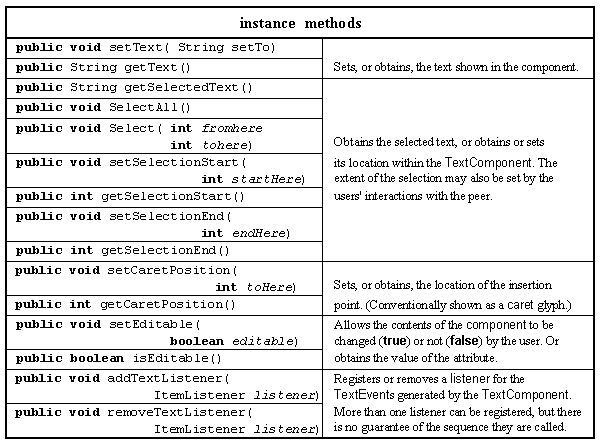 instance methods
public void setText( String setTo)
public String getText()
Sets, or obtains, the text shown in the component.
public String getSelectedText()
public void SelectAll()
public void Select( int fromhere
int tohere)
public void setSelectionStart(
int startHere)
public int getSelectionStart()
public void setSelectionEnd(
int endHere)
public int getSelectionEnd()
Obtains the selected text, or obtains or sets
its location within the TextComponent. The
extent of the selection may also be set by the
users' interactions with the peer.
public void setCaretPosition(
int toHere)
public int getCaretPosition()
Sets, or obtains, the location of the insertion
point. (Conventionally shown as a caret glyph.)
public void setEditable(
boolean editable)
public boolean isEditable()
Allows the contents of the component to be
changed (true) or not (false) by the user. Or
obtains the value of the attribute.
public void addTextListener(
ItemListener listener)
public void removeTextListener(
ItemListener listener)
Registers or removes a listener for the
TextEvents generated by the TextComponent.
More than one listener can be registered, but there
is no guarantee of the sequence they are called.